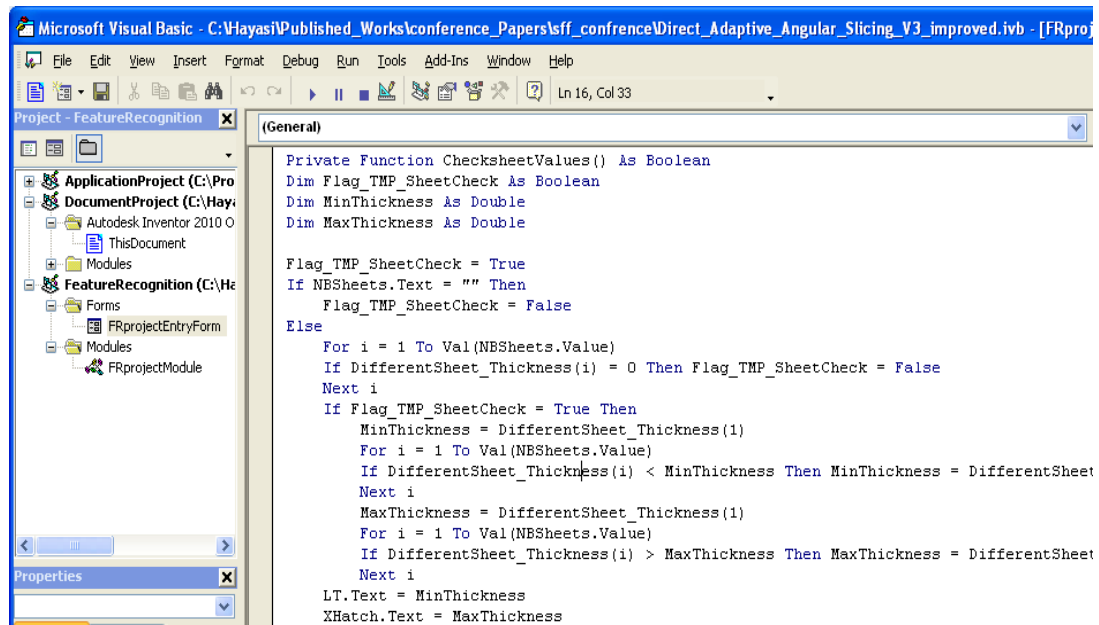 Microsoft Visual Basic - C:\Hayasi\Published_Works\conference_Papers\sff_confrence\Direct_Adaptive_Angular_Slicing_V3_improved.ivb - [FRproj
File Edit View Insert Format Debug Run Tools Add-Ins Window Help
Ln 16, Col 33
Project - FeatureRecognition
(General)
ApplicationProject (C:\Pro
DocumentProject (C:\Haya
Autodesk Inventor 2010 O
ThisDocument
Modules
FeatureRecognition (C:\Ha
Forms
FRprojectEntryForm
Modules
FRprojectModule
Properties
Private Function ChecksheetValues() As Boolean
Dim Flag_TMP_SheetCheck As Boolean
Dim MinThickness As Double
Dim MaxThickness As Double
Flag_TMP_SheetCheck = True
If NBSheets.Text = "" Then
Flag_TMP_SheetCheck = False
Else
For i = 1 To Val(NBSheets.Value)
If DifferentSheet_Thickness(i) = 0 Then Flag_TMP_SheetCheck = False
Next i
If Flag_TMP_SheetCheck = True Then
MinThickness = DifferentSheet_Thickness(1)
For i = 1 To Val(NBSheets.Value)
If DifferentSheet_Thickness(i) < MinThickness Then MinThickness = DifferentSheet
Next i
MaxThickness = DifferentSheet_Thickness(1)
For i = 1 To Val(NBSheets.Value)
If DifferentSheet_Thickness(i) > MaxThickness Then MaxThickness = DifferentSheet
Next i
LT.Text = MinThickness
XHatch.Text = MaxThickness